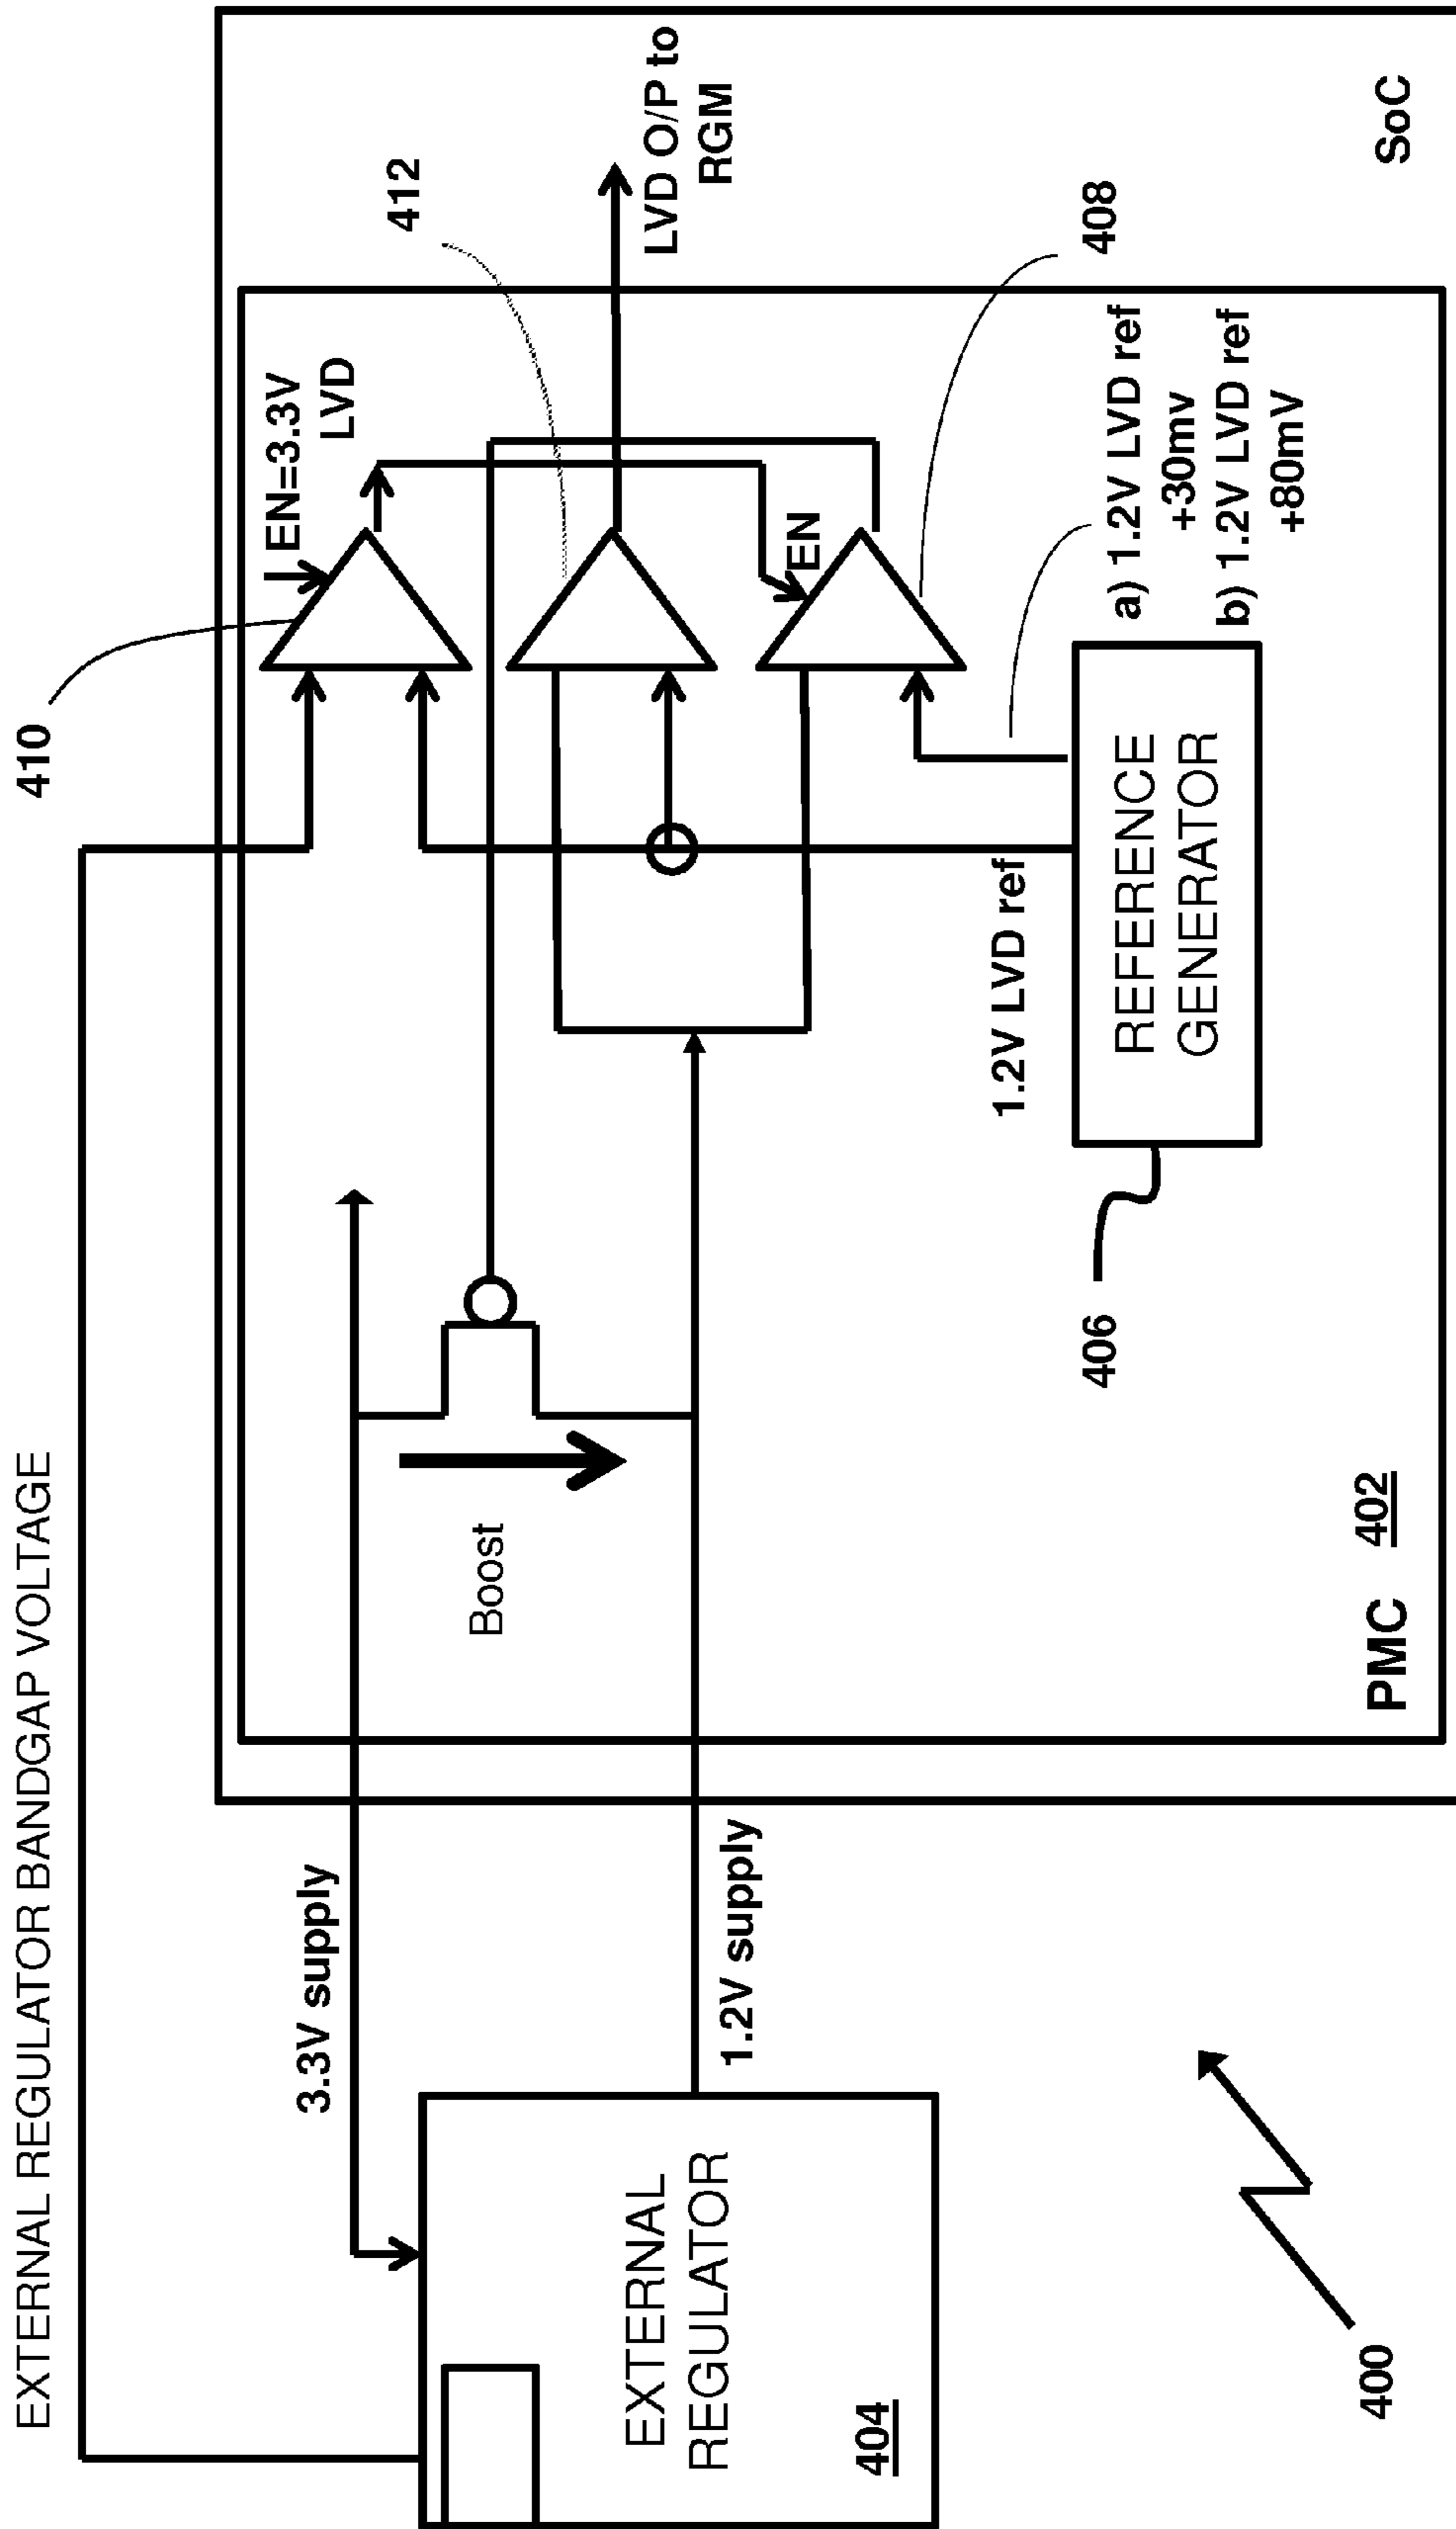 EXTERNAL REGULATOR BANDGAP VOLTAGE
410
EN=3.3V
LVD
412
LVD O/P to
RGM
3.3V supply
Boost
EN
408
1.2V supply
1.2V LVD ref
a) 1.2V LVD ref
+30mv
b) 1.2V LVD ref
+80mV
EXTERNAL
REGULATOR
404
REFERENCE
GENERATOR
406
400
PMC 402
SoC